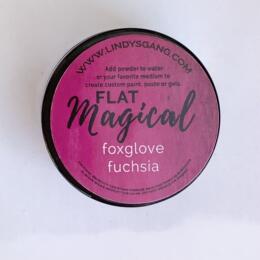 WWW.LINDYSGANG.COM
Add powder to water
or your favorite medium to
create custom paint, paste or gels.
FLAT
Magical
foxglove
fuchsia